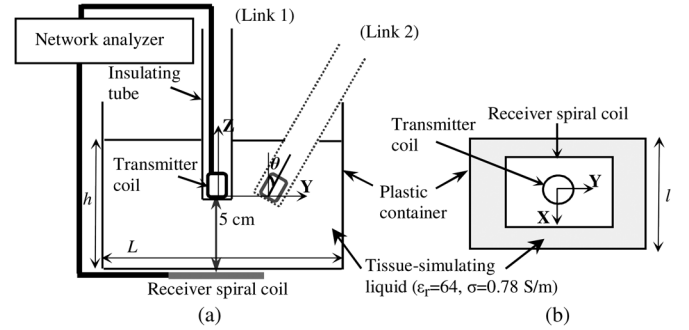 (Link 1)
Network analyzer
(Link 2)
Insulating
tube
Z
θ
Transmitter
coil
Y
h
5 cm
L
Receiver spiral coil
(a)
Plastic
container
Tissue-simulating
liquid (εr=64, σ=0.78 S/m)
Receiver spiral coil
Transmitter
coil
Y
X
l
(b)